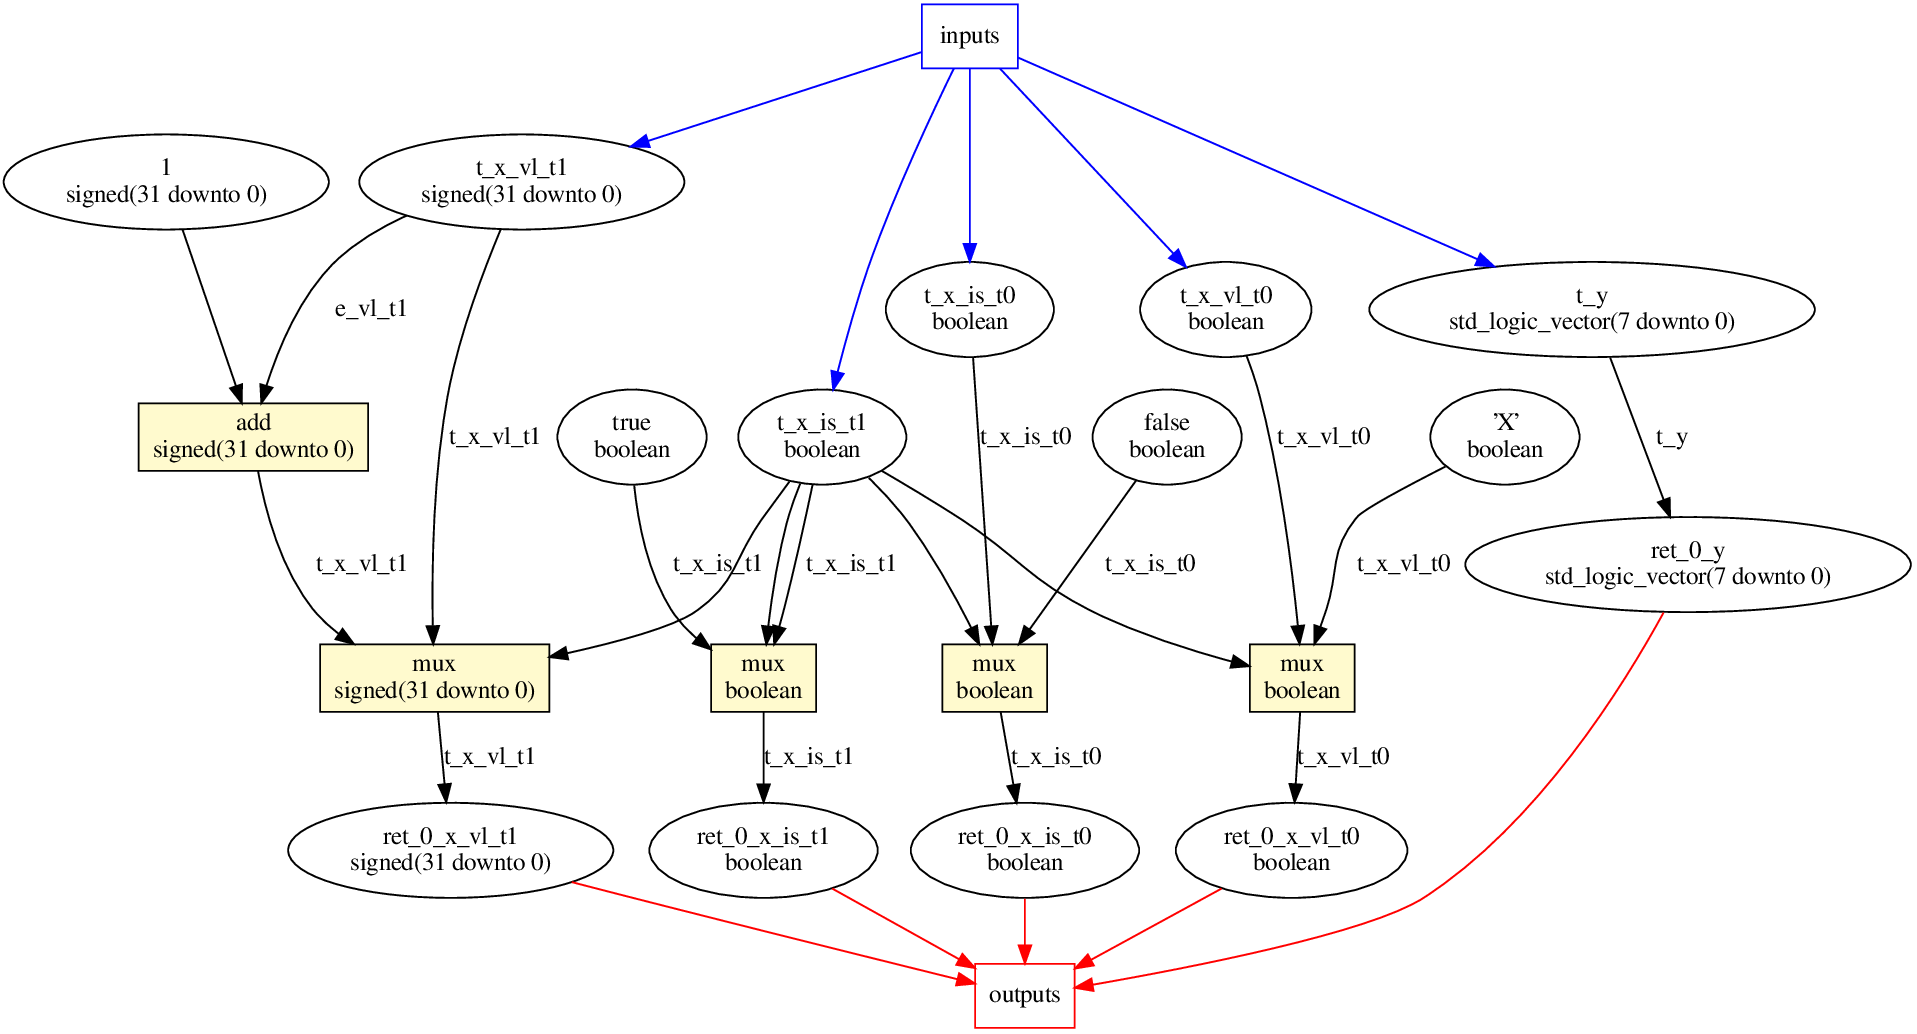 inputs
1
signed(31 downto 0)
t_x_vl_t1
signed(31 downto 0)
t_x_is_t0
boolean
t_x_vl_t0
boolean
t_y
std_logic_vector(7 downto 0)
e_vl_t1
add
signed(31 downto 0)
t_x_vl_t1
true
boolean
t_x_is_t1
boolean
t_x_is_t0
false
boolean
t_x_vl_t0
'X'
boolean
t_y
t_x_vl_t1
t_x_is_t1
t_x_is_t1
t_x_is_t0
t_x_vl_t0
ret_0_y
std_logic_vector(7 downto 0)
mux
signed(31 downto 0)
mux
boolean
mux
boolean
mux
boolean
t_x_vl_t1
t_x_is_t1
t_x_is_t0
t_x_vl_t0
ret_0_x_vl_t1
signed(31 downto 0)
ret_0_x_is_t1
boolean
ret_0_x_is_t0
boolean
ret_0_x_vl_t0
boolean
outputs